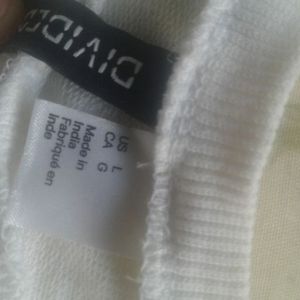 DIVIDED
US L
CA G
Made in
India
Fabriqué en
Inde